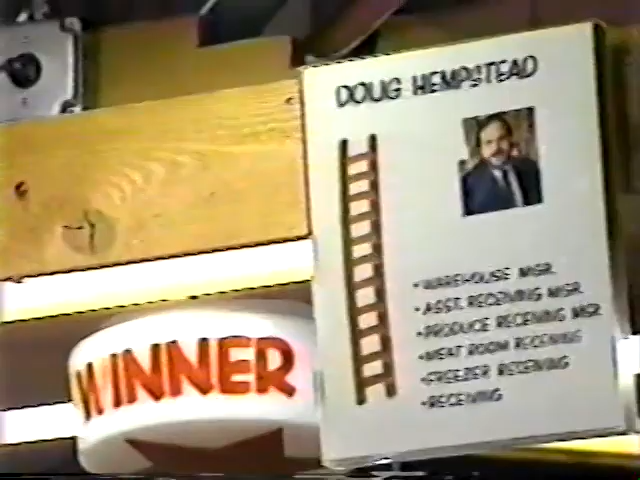 DOUG HEMPSTEAD
• WAREHOUSE MGR.
• ASST. RECEIVING MGR.
• PRODUCE RECEIVING MGR.
• MEAT ROOM RECEIVING
• FREEZER RECEIVING
• RECEIVING
WINNER